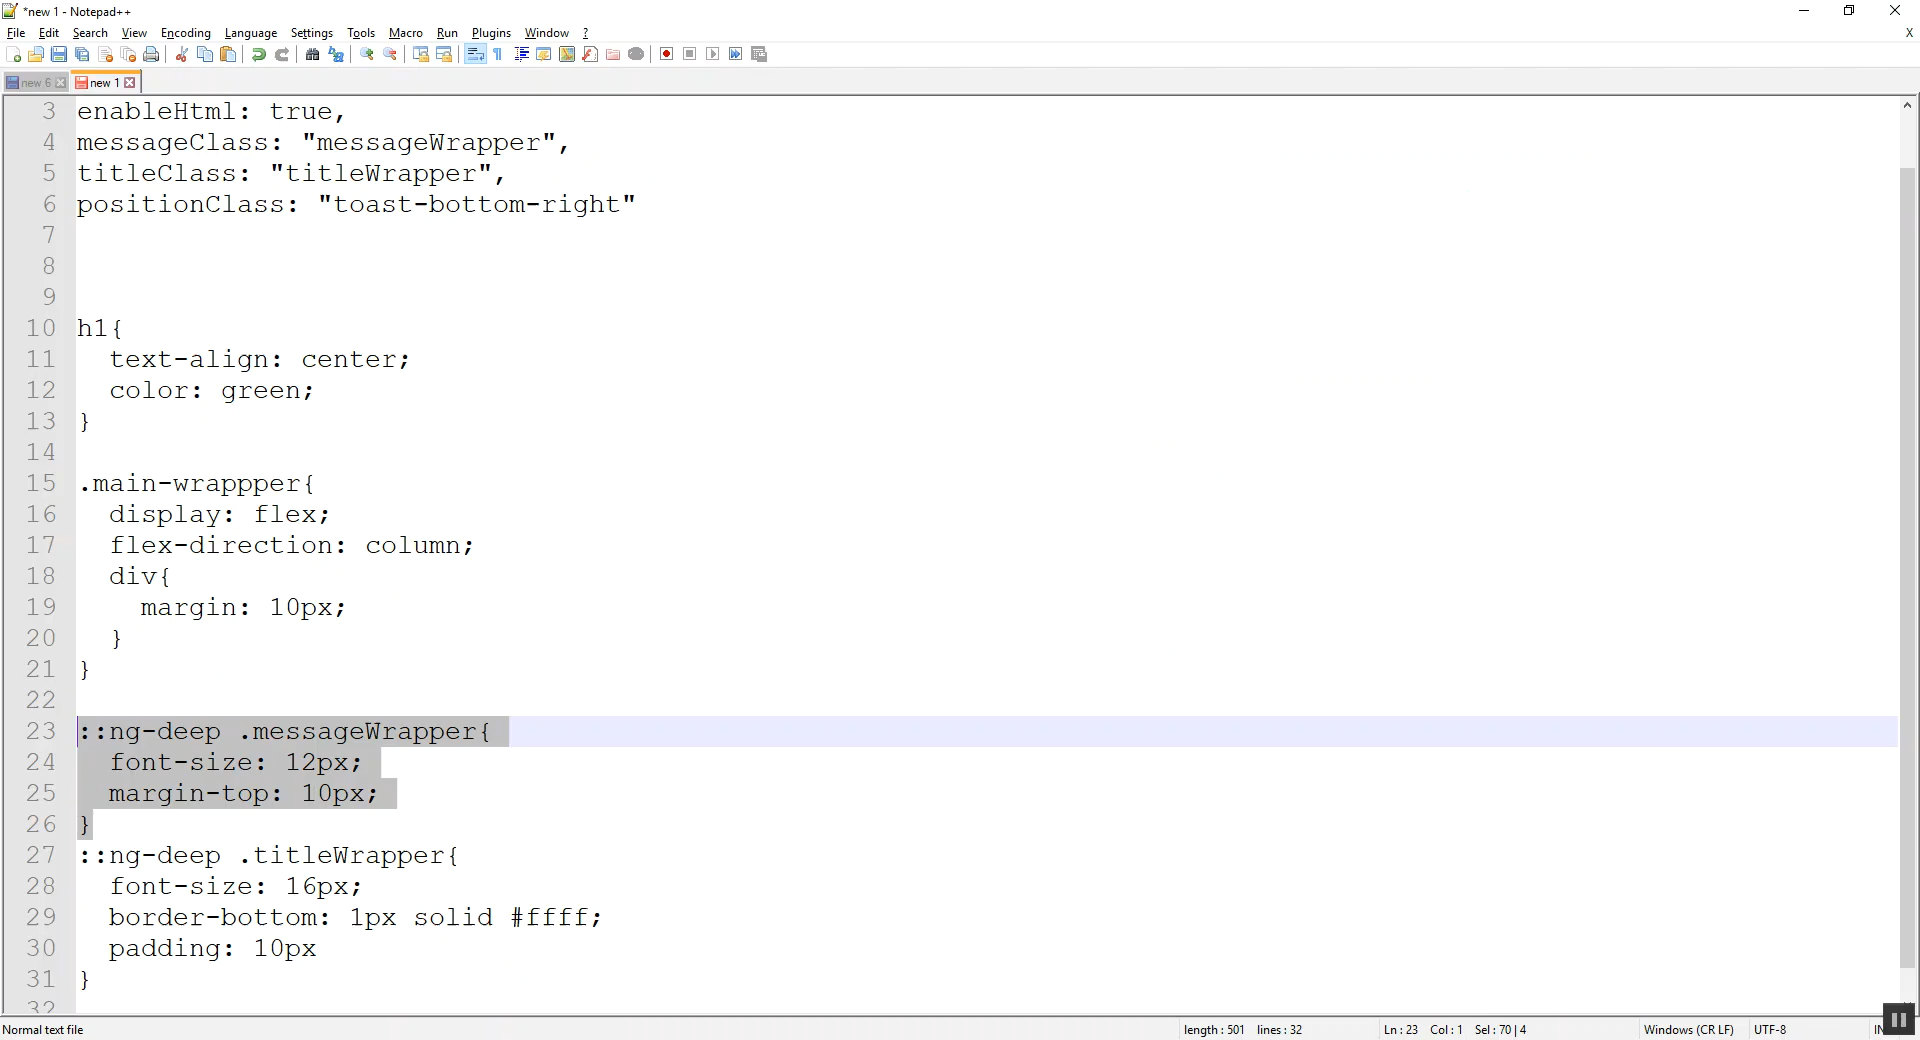 *new 1 - Notepad++
File Edit Search View Encoding Language Settings Tools Macro Run Plugins Window ? X
new 6 new 1
3 enableHtml: true,
4 messageClass: "messageWrapper",
5 titleClass: "titleWrapper",
6 positionClass: "toast-bottom-right"
7
8
9
10 h1{
11 text-align: center;
12 color: green;
13 }
14
15 .main-wrappper{
16 display: flex;
17 flex-direction: column;
18 div{
19 margin: 10px;
20 }
21 }
22
23 ::ng-deep .messageWrapper{
24 font-size: 12px;
25 margin-top: 10px;
26 }
27 ::ng-deep .titleWrapper{
28 font-size: 16px;
29 border-bottom: 1px solid #ffff;
30 padding: 10px
31 }
32
Normal text file length : 501 lines : 32 Ln : 23 Col : 1 Sel : 70 | 4 Windows (CR LF) UTF-8 IN